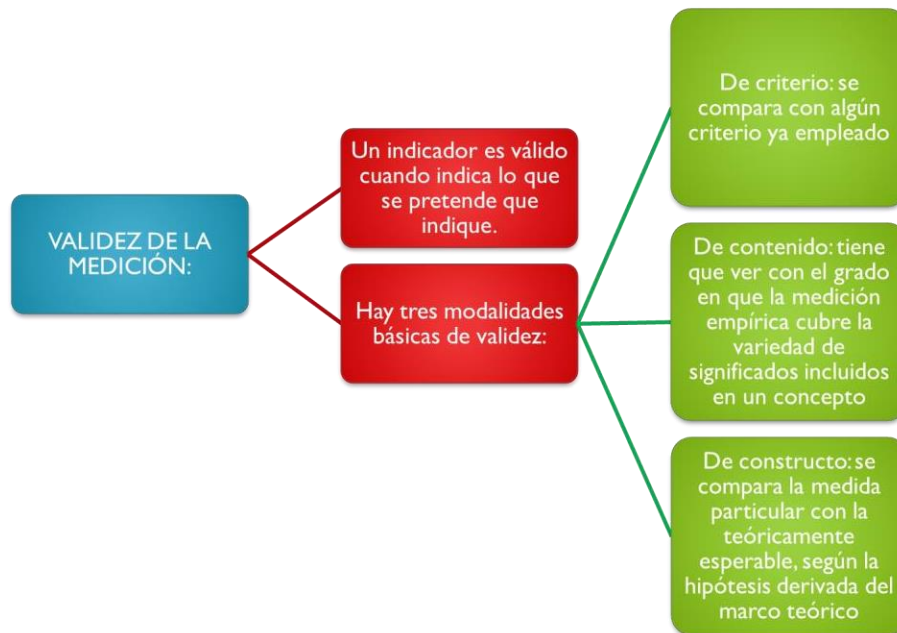 VALIDEZ DE LA
MEDICIÓN:
Un indicador es válido
cuando indica lo que
se pretende que
indique.
Hay tres modalidades
básicas de validez:
De criterio: se
compara con algún
criterio ya empleado
De contenido: tiene
que ver con el grado
en que la medición
empírica cubre la
variedad de
significados incluidos
en un concepto
De constructo: se
compara la medida
particular con la
teóricamente
esperable, según la
hipótesis derivada del
marco teórico